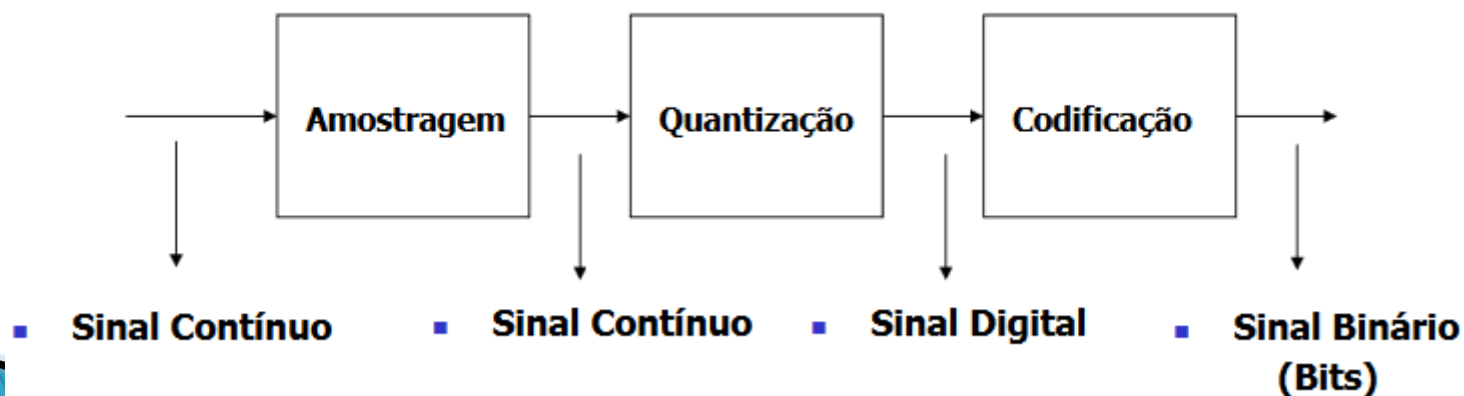 Amostragem
Quantização
Codificação
Sinal Contínuo
Sinal Contínuo
Sinal Digital
Sinal Binário
(Bits)